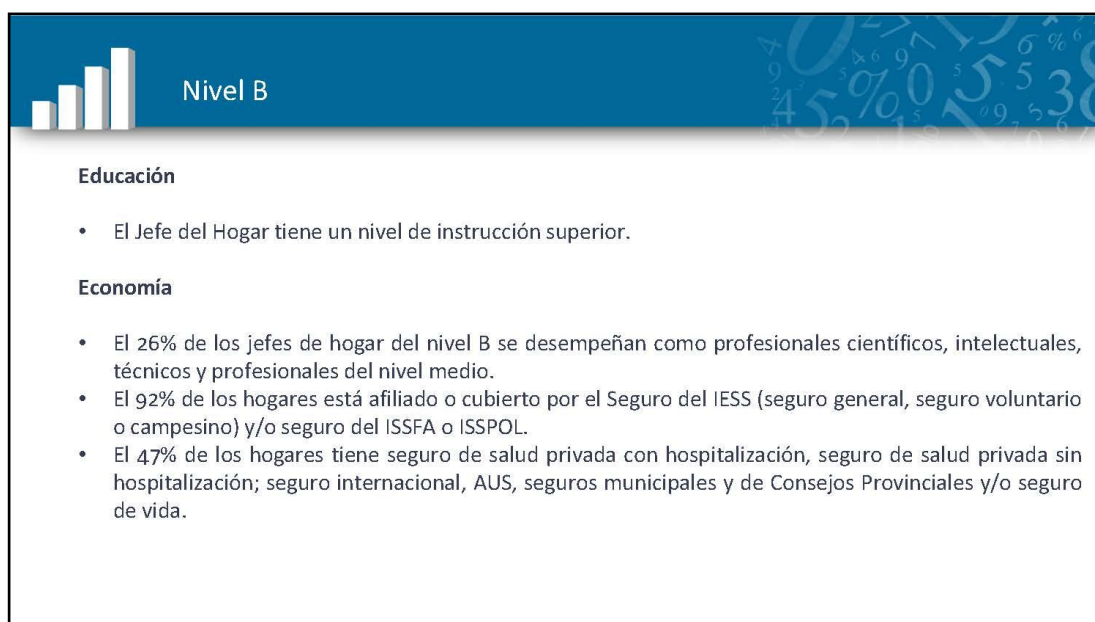 Nivel B
Educación
• El Jefe del Hogar tiene un nivel de instrucción superior.
Economía
• El 26% de los jefes de hogar del nivel B se desempeñan como profesionales científicos, intelectuales,
técnicos y profesionales del nivel medio.
• El 92% de los hogares está afiliado o cubierto por el Seguro del IESS (seguro general, seguro voluntario
o campesino) y/o seguro del ISSFA o ISSPOL.
• El 47% de los hogares tiene seguro de salud privada con hospitalización, seguro de salud privada sin
hospitalización; seguro internacional, AUS, seguros municipales y de Consejos Provinciales y/o seguro
de vida.